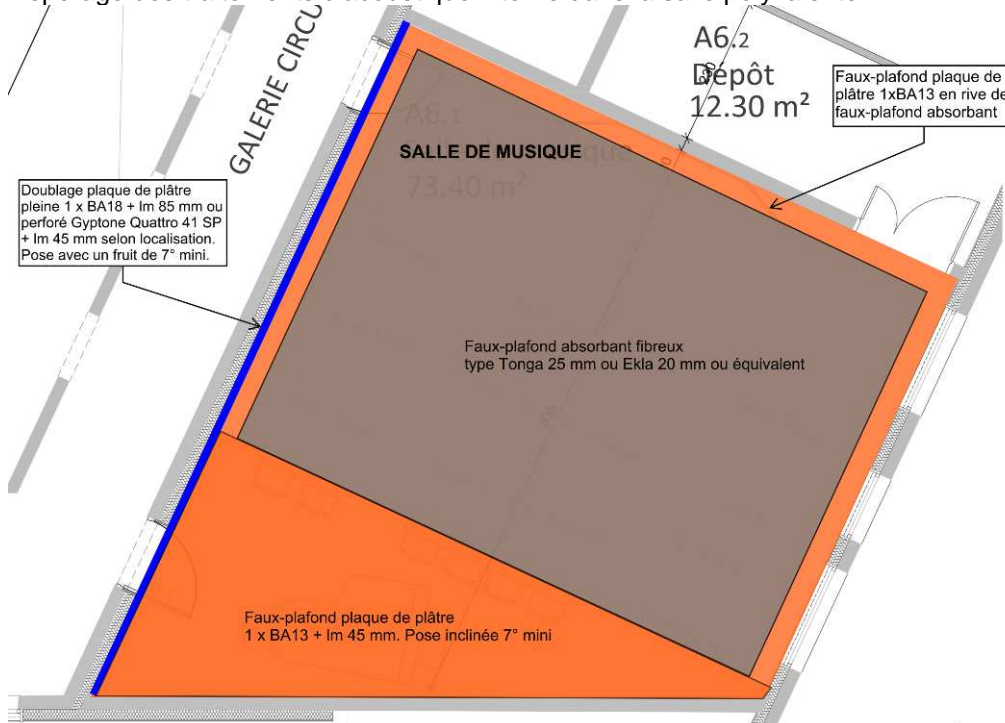 GALERIE CIRCU
A6.2
Dépôt
12.30 m²
Faux-plafond plaque de
plâtre 1xBA13 en rive de
faux-plafond absorbant
A6.1
SALLE DE MUSIQUE
73.40 m²
Doublage plaque de plâtre
pleine 1 x BA18 + lm 85 mm ou
perforé Gyptone Quattro 41 SP
+ lm 45 mm selon localisation.
Pose avec un fruit de 7° mini.
Faux-plafond absorbant fibreux
type Tonga 25 mm ou Ekla 20 mm ou équivalent
Faux-plafond plaque de plâtre
1 x BA13 + lm 45 mm. Pose inclinée 7° mini